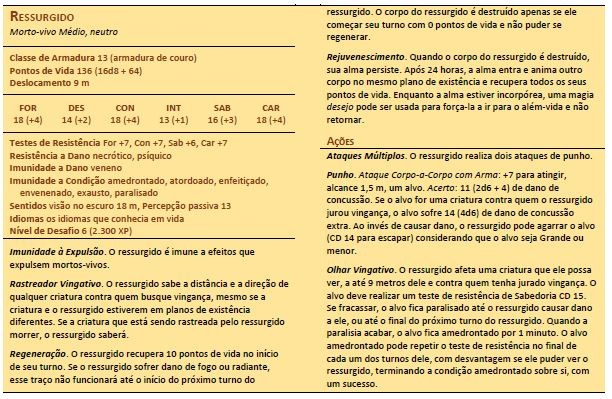 RESSURGIDO
Morto-vivo Médio, neutro
Classe de Armadura 13 (armadura de couro)
Pontos de Vida 136 (16d8 + 64)
Deslocamento 9 m
FOR DES CON INT SAB CAR
18 (+4) 14 (+2) 18 (+4) 13 (+1) 16 (+3) 18 (+4)
Testes de Resistência For +7, Con +7, Sab +6, Car +7
Resistência a Dano necrótico, psíquico
Imunidade a Dano veneno
Imunidade a Condição amedrontado, atordoado, enfeitiçado,
envenenado, exausto, paralisado
Sentidos visão no escuro 18 m, Percepção passiva 13
Idiomas os idiomas que conhecia em vida
Nível de Desafio 6 (2.300 XP)
Imunidade à Expulsão. O ressurgido é imune a efeitos que
expulsem mortos-vivos.
Rastreador Vingativo. O ressurgido sabe a distância e a direção de
qualquer criatura contra quem busque vingança, mesmo se a
criatura e o ressurgido estiverem em planos de existência
diferentes. Se a criatura que está sendo rastreada pelo ressurgido
morrer, o ressurgido saberá.
Regeneração. O ressurgido recupera 10 pontos de vida no início
de seu turno. Se o ressurgido sofrer dano de fogo ou radiante,
esse traço não funcionará até o início do próximo turno do
ressurgido. O corpo do ressurgido é destruído apenas se ele
começar seu turno com 0 pontos de vida e não puder se
regenerar.
Rejuvenescimento. Quando o corpo do ressurgido é destruído,
sua alma persiste. Após 24 horas, a alma entra e anima outro
corpo no mesmo plano de existência e recupera todos os seus
pontos de vida. Enquanto a alma estiver incorpórea, uma magia
desejo pode ser usada para força-la a ir para o além-vida e não
retornar.
AÇÕES
Ataques Múltiplos. O ressurgido realiza dois ataques de punho.
Punho. Ataque Corpo-a-Corpo com Arma: +7 para atingir,
alcance 1,5 m, um alvo. Acerto: 11 (2d6 + 4) de dano de
concussão. Se o alvo for uma criatura contra quem o ressurgido
jurou vingança, o alvo sofre 14 (4d6) de dano de concussão
extra. Ao invés de causar dano, o ressurgido pode agarrar o alvo
(CD 14 para escapar) considerando que o alvo seja Grande ou
menor.
Olhar Vingativo. O ressurgido afeta uma criatura que ele possa
ver, a até 9 metros dele e contra quem tenha jurado vingança. O
alvo deve realizar um teste de resistência de Sabedoria CD 15.
Se fracassar, o alvo fica paralisado até o ressurgido causar dano
a ele, ou até o final do próximo turno do ressurgido. Quando a
paralisia acabar, o alvo fica amedrontado por 1 minuto. O alvo
amedrontado pode repetir o teste de resistência no final de
cada um dos turnos dele, com desvantagem se ele puder ver o
ressurgido, terminando a condição amedrontado sobre si, com
um sucesso.